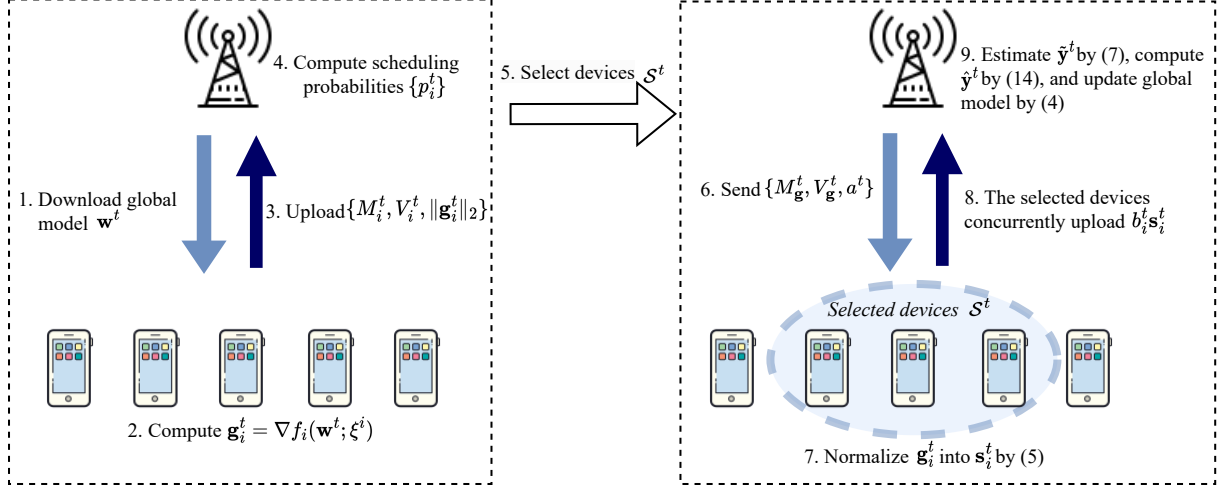 4. Compute scheduling
probabilities {p_i^t}
1. Download global
model 𝐰^t
3. Upload{M_i^t, V_i^t, ‖𝐠_i^t‖_2}
2. Compute 𝐠_i^t = ∇f_i(𝐰^t; ξ^i)
5. Select devices 𝒮^t
9. Estimate 𝐲̃^t by (7), compute
𝐲̂^t by (14), and update global
model by (4)
6. Send {M_𝐠^t, V_𝐠^t, a^t}
8. The selected devices
concurrently upload b_i^t 𝐬_i^t
Selected devices 𝒮^t
7. Normalize 𝐠_i^t into 𝐬_i^t by (5)